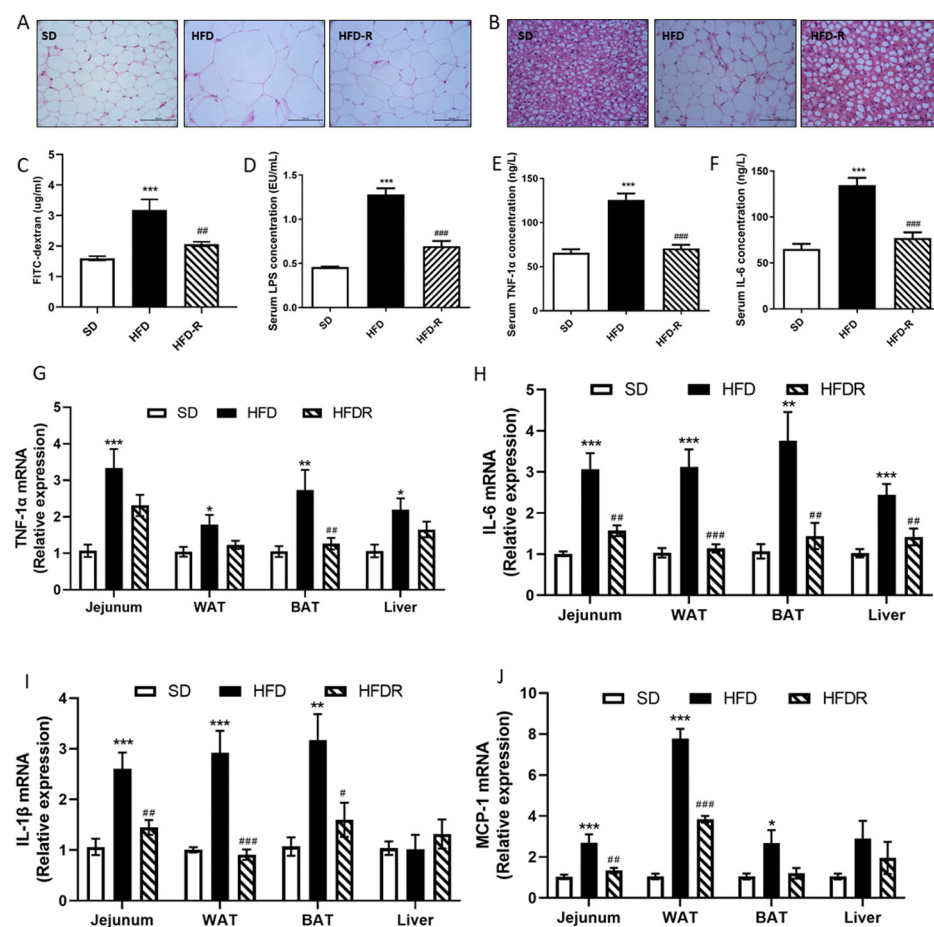 A
SD
HFD
HFD-R
B
SD
HFD
HFD-R
C
FITC-dextran (ug/ml)
5
4
3
2
1
0
SD
HFD
HFD-R
***
##
D
Serum LPS concentration (EU/mL)
1.5
1.0
0.5
0.0
SD
HFD
HFD-R
***
###
E
Serum TNF-1α concentration (ng/L)
150
100
50
0
SD
HFD
HFD-R
***
###
F
Serum IL-6 concentration (ng/L)
150
100
50
0
SD
HFD
HFD-R
***
###
G
SD HFD HFDR
TNF-1α mRNA
(Relative expression)
5
4
3
2
1
0
***
*
**
##
*
Jejunum WAT BAT Liver
H
SD HFD HFDR
IL-6 mRNA
(Relative expression)
5
4
3
2
1
0
***
##
***
###
**
##
***
##
Jejunum WAT BAT Liver
I
SD HFD HFDR
IL-1β mRNA
(Relative expression)
4
3
2
1
0
***
##
***
###
**
#
Jejunum WAT BAT Liver
J
SD HFD HFDR
MCP-1 mRNA
(Relative expression)
10
8
6
4
2
0
***
##
***
###
*
Jejunum WAT BAT Liver